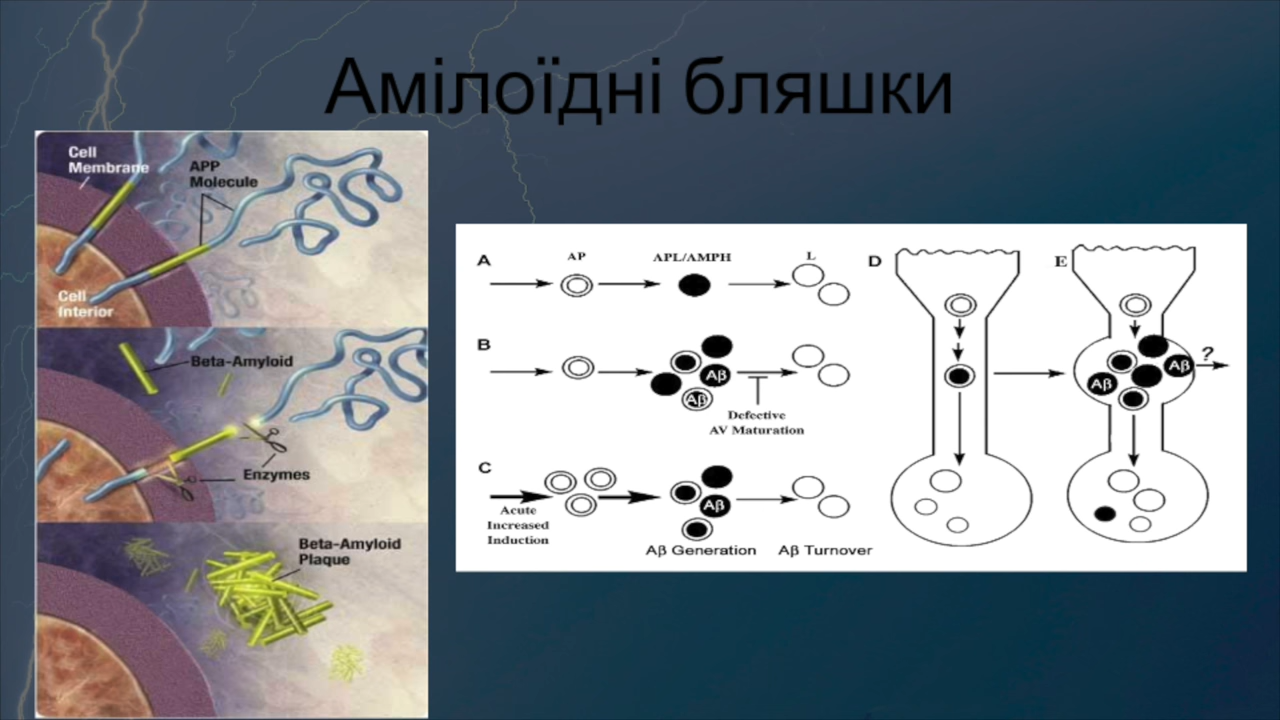 Амілоїдні бляшки
Cell
Membrane
APP
Molecule
Cell
Interior
Beta-Amyloid
Enzymes
Beta-Amyloid
Plaque
A
AP
APL/AMPH
L
B
Aβ
Aβ
Defective
AV Maturation
C
Acute
Increased
Induction
Aβ
Aβ Generation
Aβ Turnover
D
E
Aβ
Aβ
?